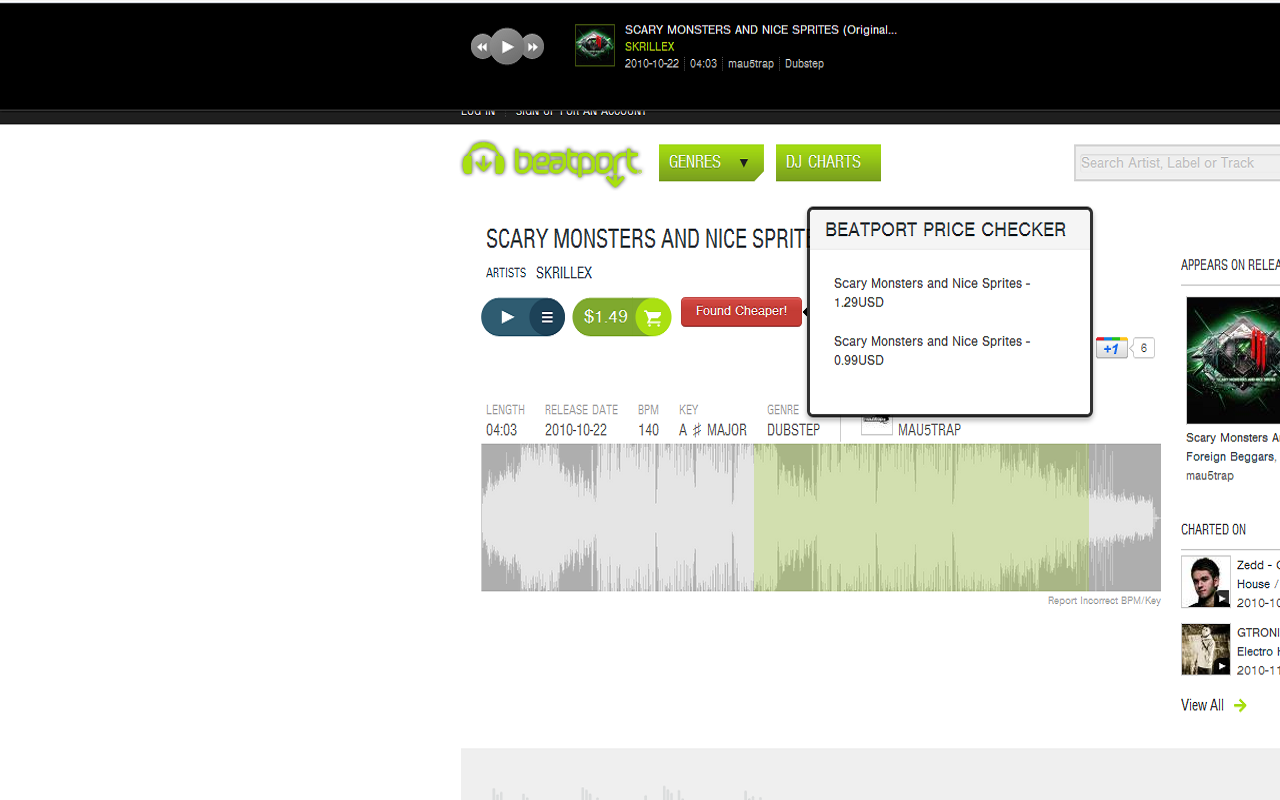 SCARY MONSTERS AND NICE SPRITES (Original...
SKRILLEX
2010-10-22 04:03 mau5trap Dubstep
LOG IN SIGN UP FOR AN ACCOUNT
beatport
GENRES ▼
DJ CHARTS
Search Artist, Label or Track
SCARY MONSTERS AND NICE SPRITE
ARTISTS SKRILLEX
$1.49
Found Cheaper!
BEATPORT PRICE CHECKER
Scary Monsters and Nice Sprites -
1.29USD
Scary Monsters and Nice Sprites -
0.99USD
+1 6
LENGTH RELEASE DATE BPM KEY GENRE
04:03 2010-10-22 140 A ♯ MAJOR DUBSTEP MAU5TRAP
Report Incorrect BPM/Key
APPEARS ON RELEA
Scary Monsters A
Foreign Beggars,
mau5trap
CHARTED ON
Zedd -
House /
2010-10
GTRONI
Electro H
2010-11
View All